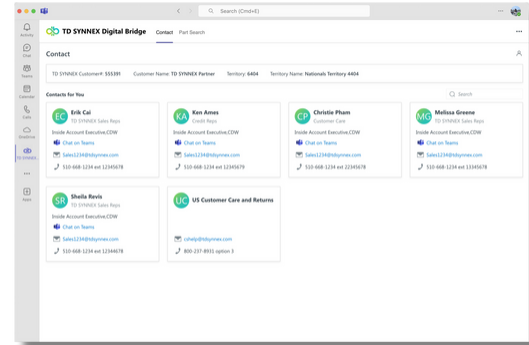 Search (Cmd+E)
Activity
Chat
Teams
Calendar
Calls
OneDrive
TD SYNNEX
Apps
TD SYNNEX Digital Bridge
Contact
Part Search
Contact
TD SYNNEX Customer#: 555391
Customer Name: TD SYNNEX Partner
Territory: 6404
Territory Name: Nationals Territory 4404
Contacts for You
Search
EC
Erik Cai
TD SYNNEX Sales Reps
Inside Account Executive,CDW
Chat on Teams
Sales1234@tdsynnex.com
510-668-1234 ext 12345678
KA
Ken Ames
Credit Reps
Inside Account Executive,CDW
Chat on Teams
Sales1234@tdsynnex.com
510-668-1234 ext 12345679
CP
Christie Pham
Customer Care
Inside Account Executive,CDW
Chat on Teams
Sales1234@tdsynnex.com
510-668-1234 ext 22345678
MG
Melissa Greene
TD SYNNEX Sales Reps
Inside Account Executive,CDW
Chat on Teams
Sales1234@tdsynnex.com
510-668-1234 ext 13345678
SR
Sheila Revis
TD SYNNEX Sales Reps
Inside Account Executive,CDW
Chat on Teams
Sales1234@tdsynnex.com
510-668-1234 ext 12344678
UC
US Customer Care and Returns
cshelp@tdsynnex.com
800-237-8931 option 3